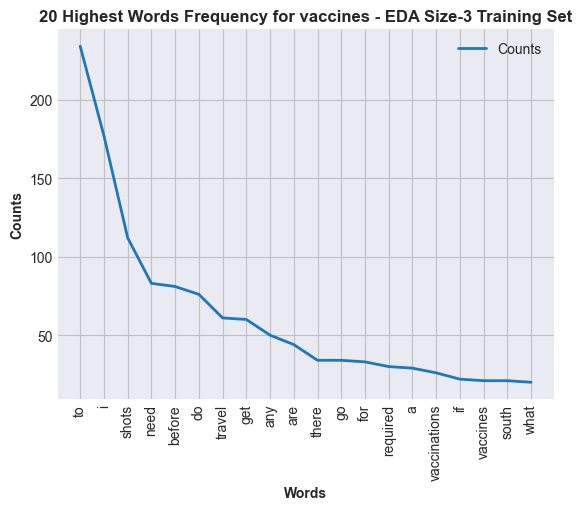 20 Highest Words Frequency for vaccines - EDA Size-3 Training Set
Counts
Counts
200
150
100
50
to
i
shots
need
before
do
travel
get
any
are
there
go
for
required
a
vaccinations
if
vaccines
south
what
Words